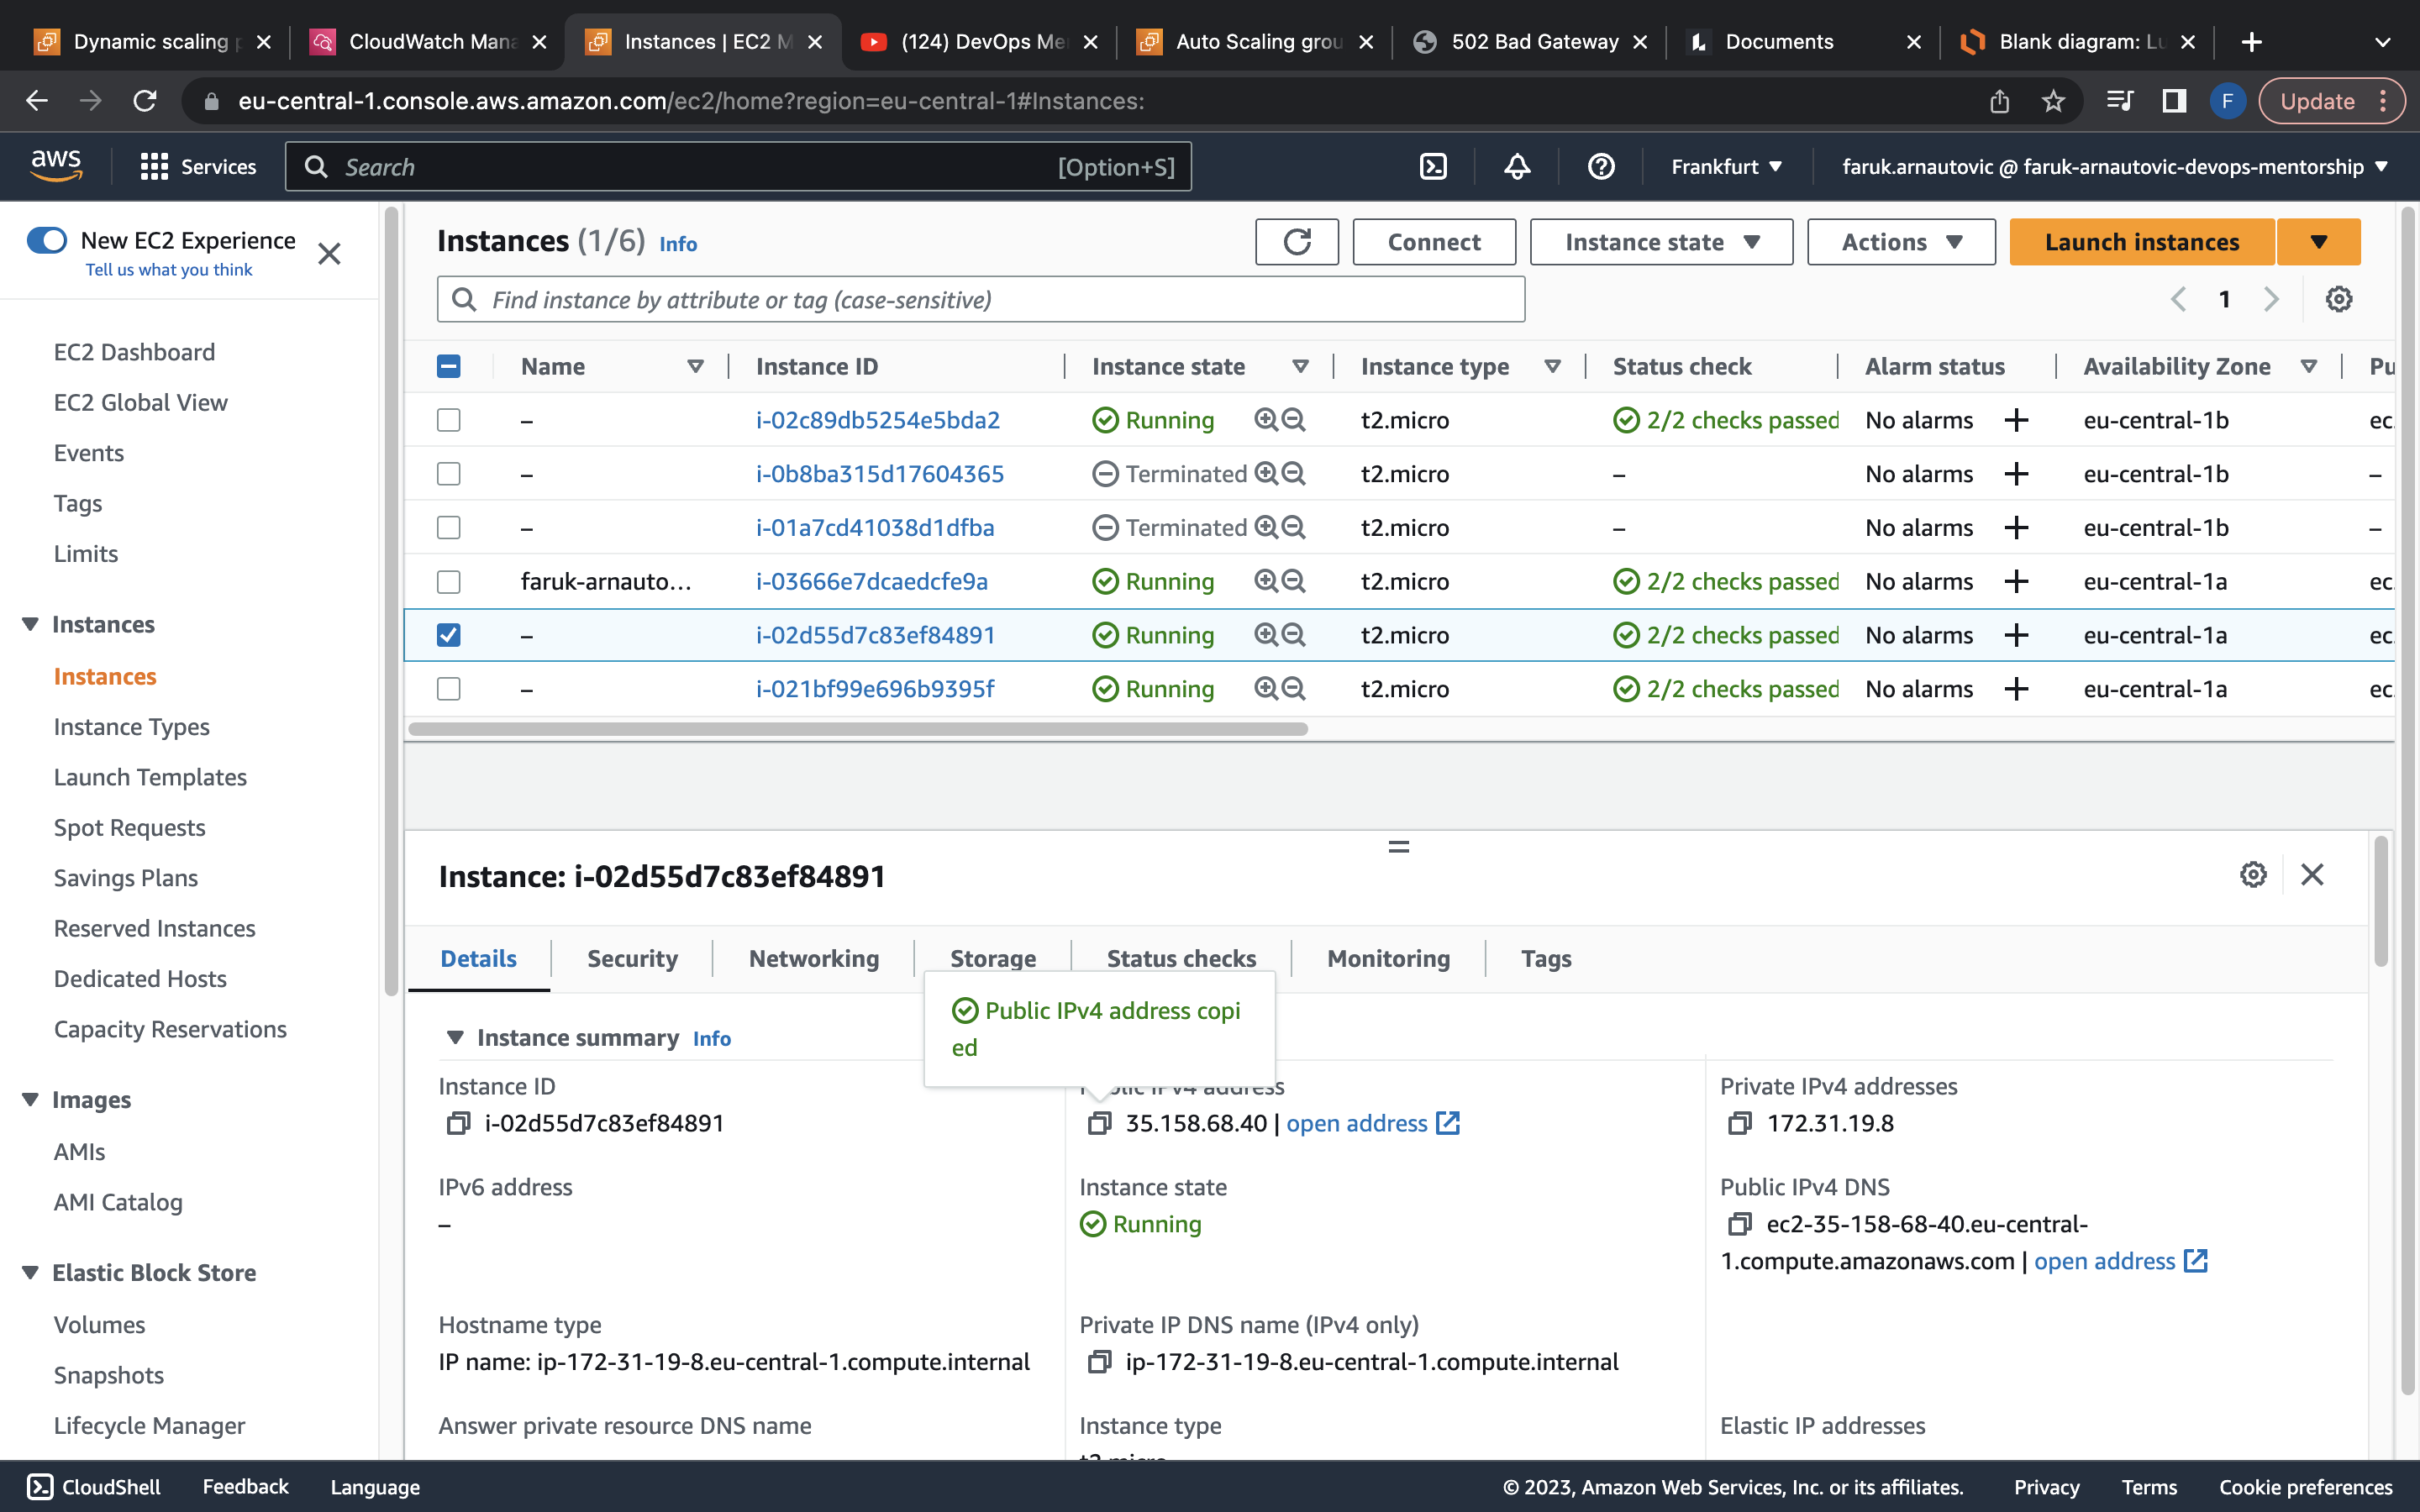 Dynamic scaling p
CloudWatch Mana
Instances | EC2 M
(124) DevOps Me
Auto Scaling grou
502 Bad Gateway
Documents
Blank diagram: Lu
eu-central-1.console.aws.amazon.com/ec2/home?region=eu-central-1#Instances:
F
Update
aws
Services
Search
[Option+S]
Frankfurt
faruk.arnautovic @ faruk-arnautovic-devops-mentorship
New EC2 Experience
Tell us what you think
EC2 Dashboard
EC2 Global View
Events
Tags
Limits
Instances
Instances
Instance Types
Launch Templates
Spot Requests
Savings Plans
Reserved Instances
Dedicated Hosts
Capacity Reservations
Images
AMIs
AMI Catalog
Elastic Block Store
Volumes
Snapshots
Lifecycle Manager
Instances (1/6) Info
Connect
Instance state
Actions
Launch instances
Find instance by attribute or tag (case-sensitive)
1
Name Instance ID Instance state Instance type Status check Alarm status Availability Zone Pu
– i-02c89db5254e5bda2 Running t2.micro 2/2 checks passed No alarms + eu-central-1b ec
– i-0b8ba315d17604365 Terminated t2.micro – No alarms + eu-central-1b –
– i-01a7cd41038d1dfba Terminated t2.micro – No alarms + eu-central-1b –
faruk-arnauto... i-03666e7dcaedcfe9a Running t2.micro 2/2 checks passed No alarms + eu-central-1a ec
– i-02d55d7c83ef84891 Running t2.micro 2/2 checks passed No alarms + eu-central-1a ec
– i-021bf99e696b9395f Running t2.micro 2/2 checks passed No alarms + eu-central-1a ec
Instance: i-02d55d7c83ef84891
Details Security Networking Storage Status checks Monitoring Tags
Public IPv4 address copi
ed
Instance summary Info
Instance ID
i-02d55d7c83ef84891
Public IPv4 address
35.158.68.40 | open address
Private IPv4 addresses
172.31.19.8
IPv6 address
–
Instance state
Running
Public IPv4 DNS
ec2-35-158-68-40.eu-central-
1.compute.amazonaws.com | open address
Hostname type
IP name: ip-172-31-19-8.eu-central-1.compute.internal
Private IP DNS name (IPv4 only)
ip-172-31-19-8.eu-central-1.compute.internal
Answer private resource DNS name
Instance type
t2.micro
Elastic IP addresses
CloudShell
Feedback
Language
© 2023, Amazon Web Services, Inc. or its affiliates.
Privacy
Terms
Cookie preferences